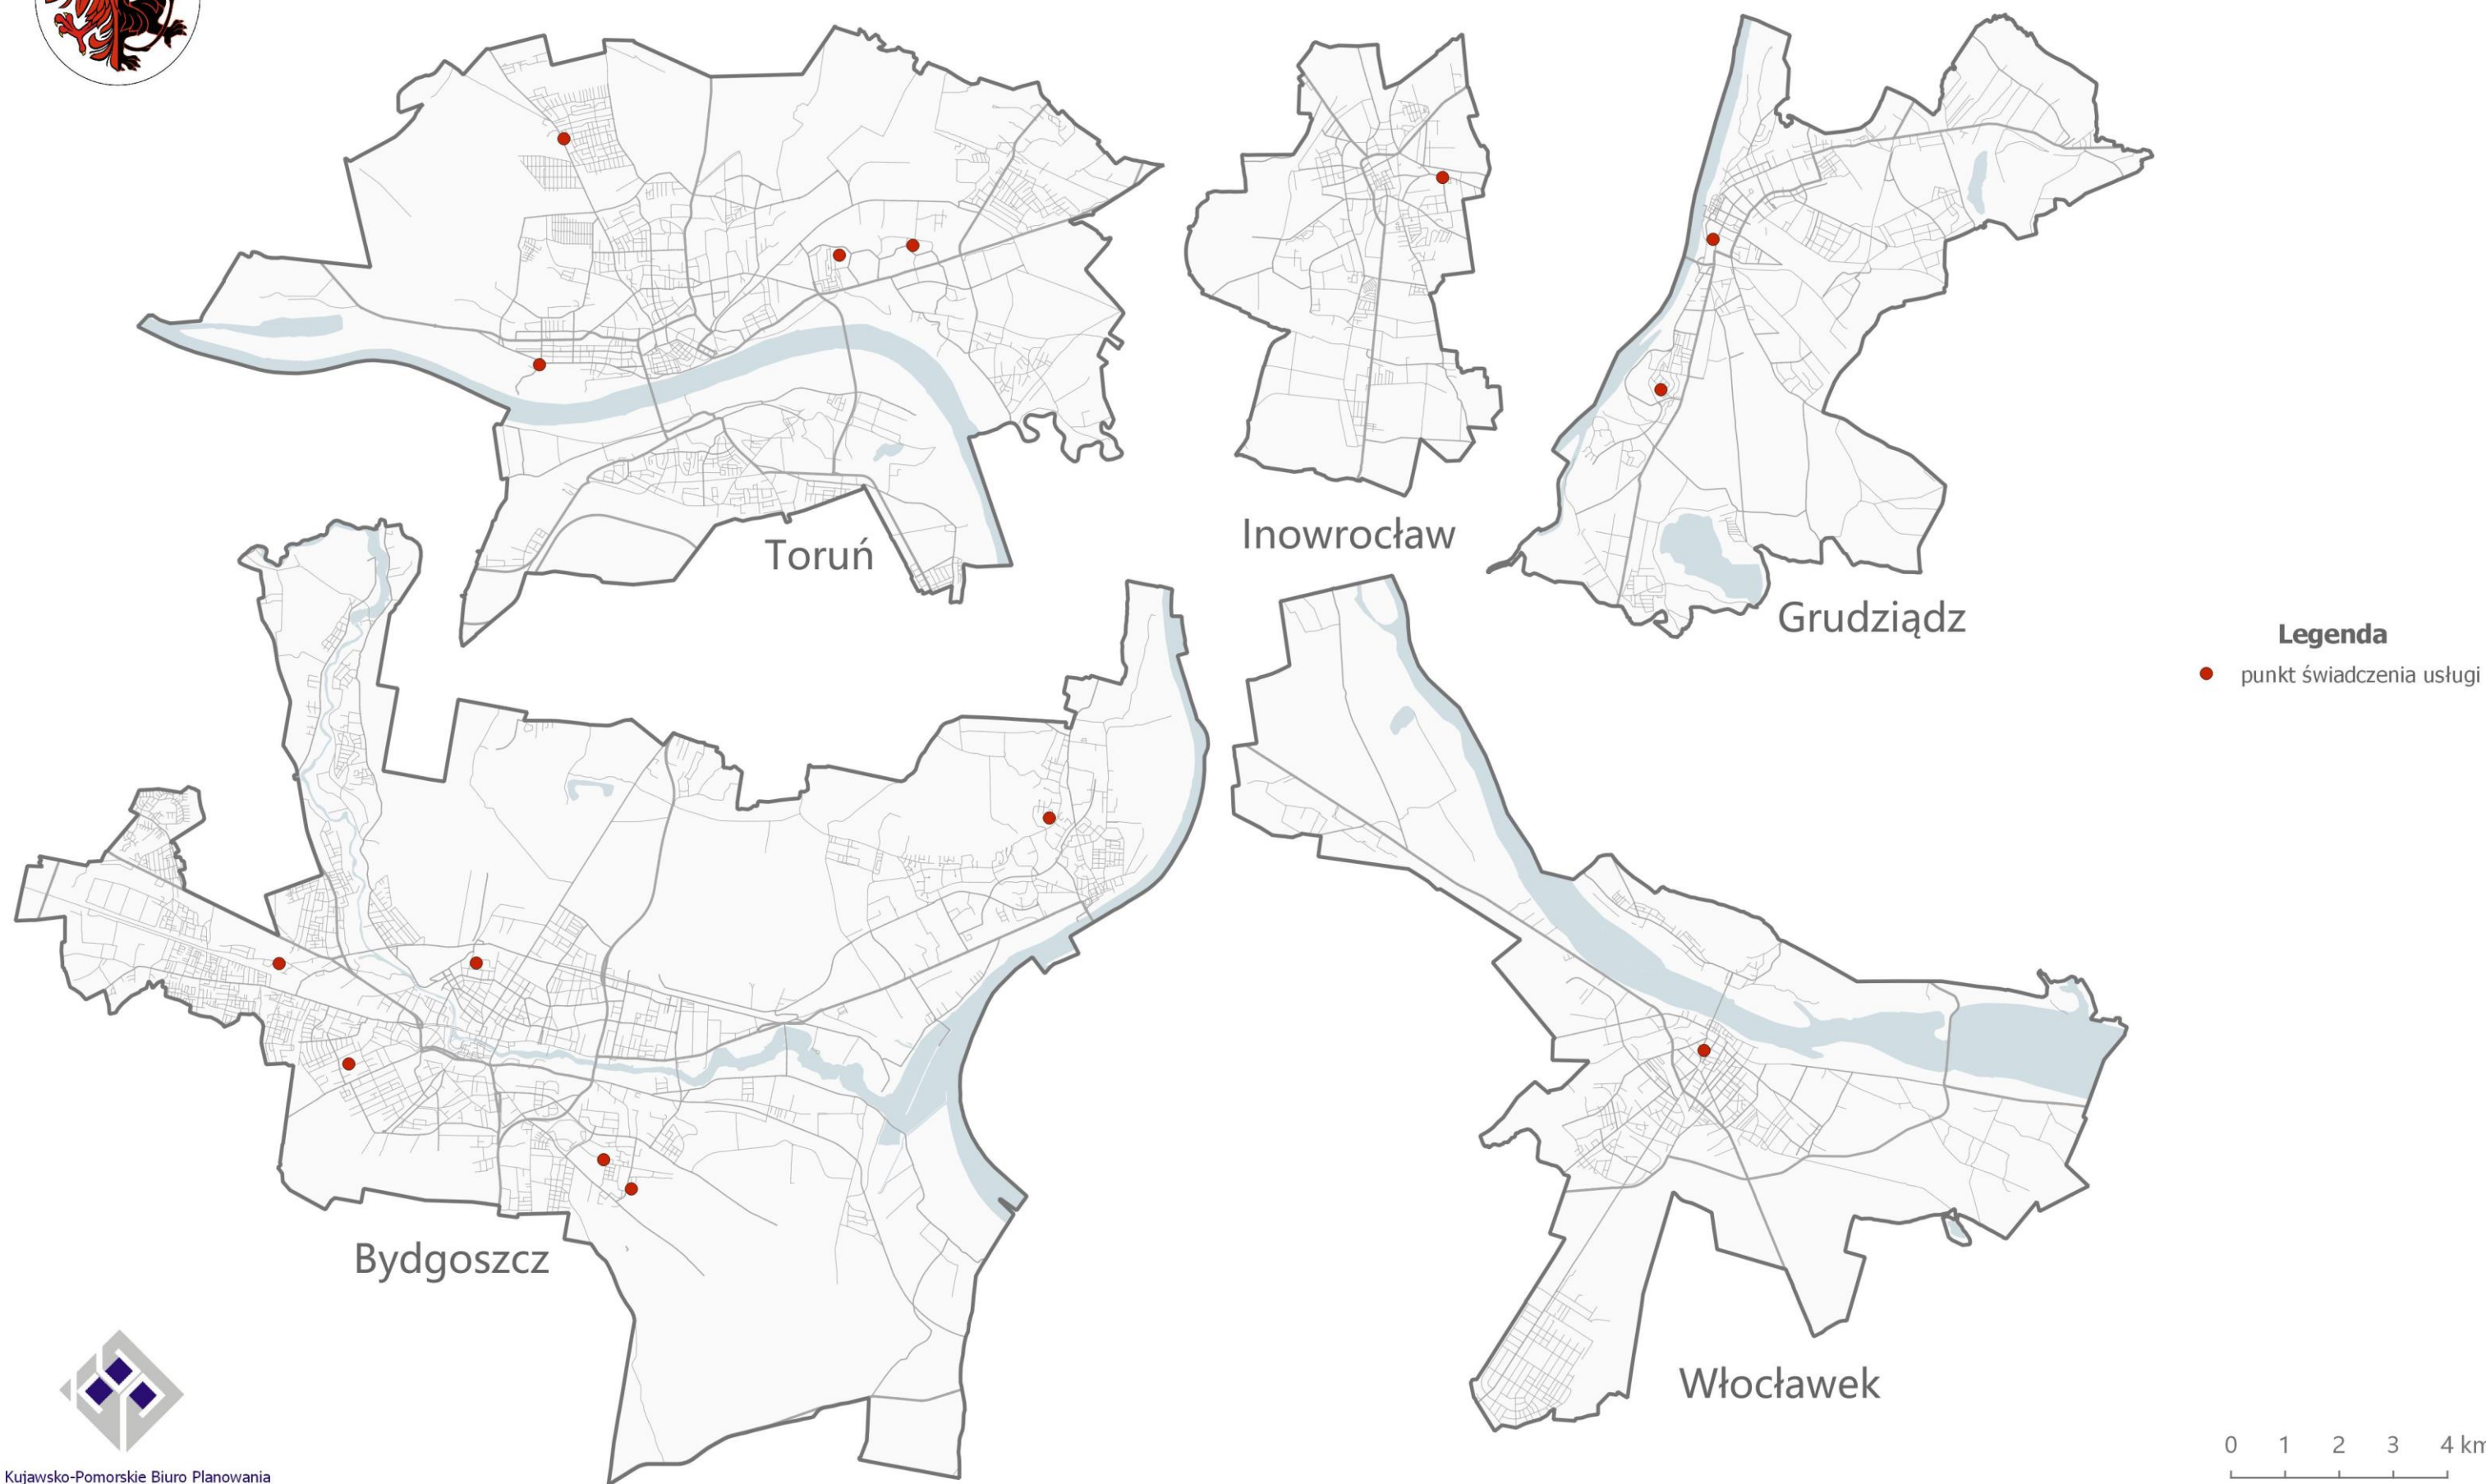 Toruń
Inowrocław
Grudziądz
Legenda
punkt świadczenia usługi
Bydgoszcz
Włocławek
0 1 2 3 4 km
Kujawsko-Pomorskie Biuro Planowania